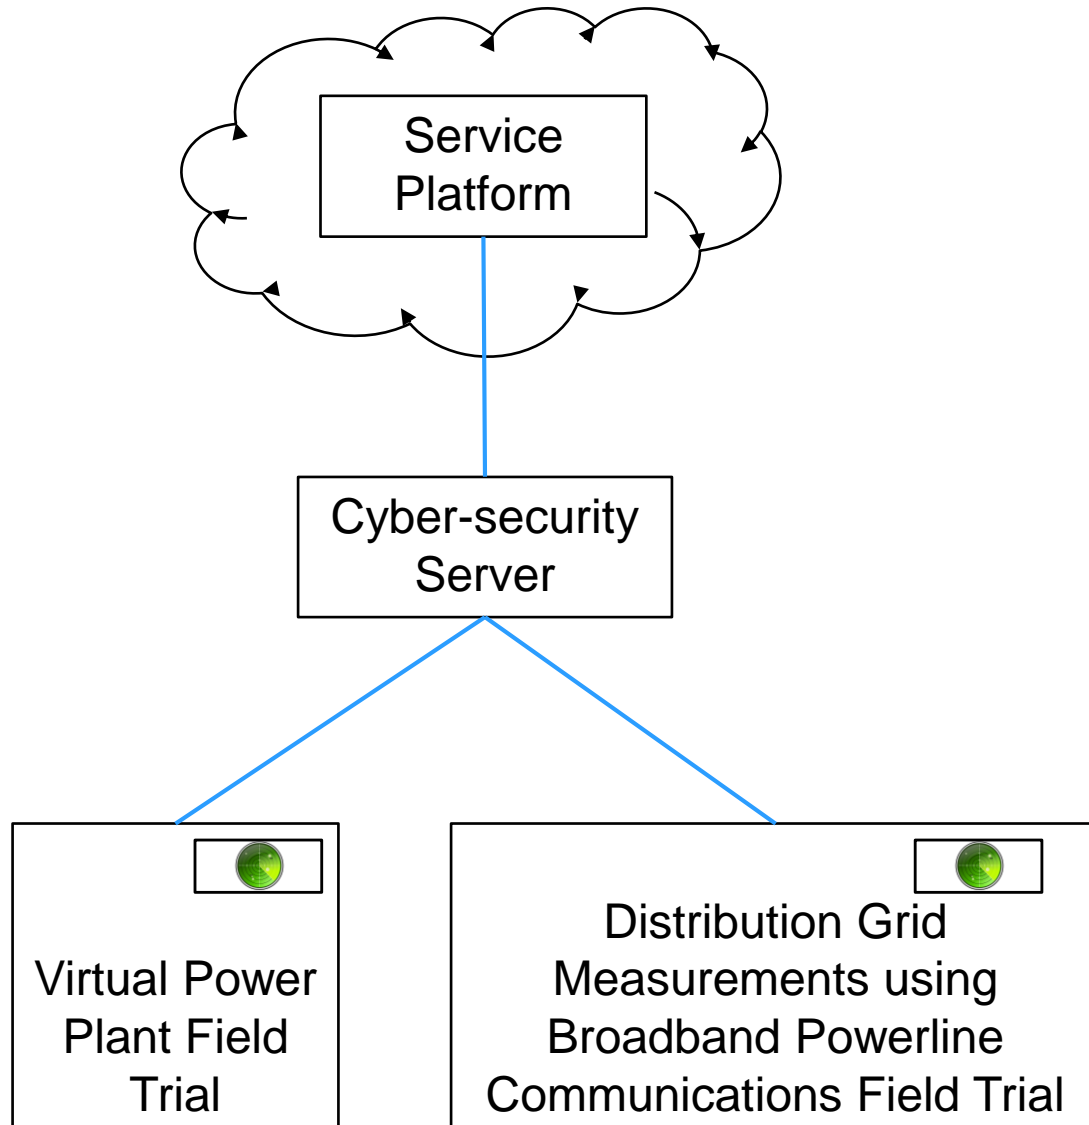 Service
Platform
Cyber-security
Server
Virtual Power
Plant Field
Trial
Distribution Grid
Measurements using
Broadband Powerline
Communications Field Trial